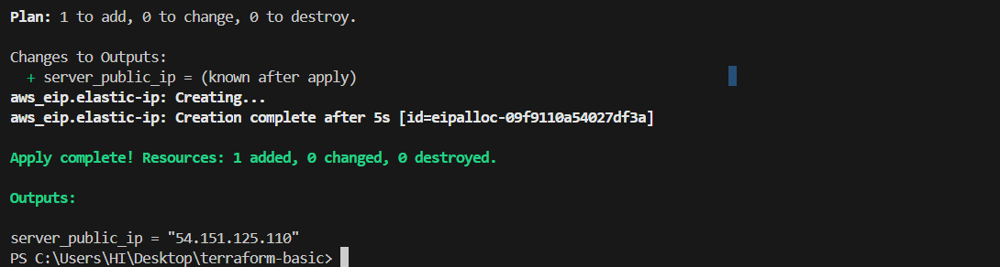 Plan: 1 to add, 0 to change, 0 to destroy.
Changes to Outputs:
+ server_public_ip = (known after apply)
aws_eip.elastic-ip: Creating...
aws_eip.elastic-ip: Creation complete after 5s [id=eipalloc-09f9110a54027df3a]
Apply complete! Resources: 1 added, 0 changed, 0 destroyed.
Outputs:
server_public_ip = "54.151.125.110"
PS C:\Users\HI\Desktop\terraform-basic>